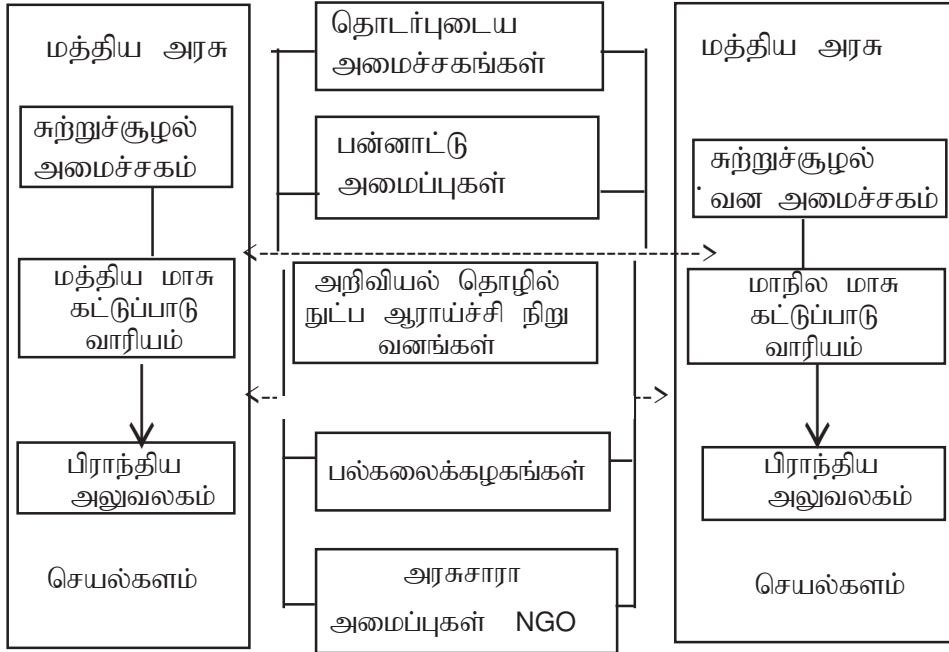 மத்திய அரசு
சுற்றுச்சூழல்
அமைச்சகம்
மத்திய மாசு
கட்டுப்பாடு
வாரியம்
பிராந்திய
அலுவலகம்
செயல்களம்
தொடர்புடைய
அமைச்சகங்கள்
பன்னாட்டு
அமைப்புகள்
அறிவியல் தொழில்
நுட்ப ஆராய்ச்சி நிறு
வனங்கள்
பல்கலைக்கழகங்கள்
அரசுசாரா
அமைப்புகள் NGO
மத்திய அரசு
சுற்றுச்சூழல்
வன அமைச்சகம்
மாநில மாசு
கட்டுப்பாடு
வாரியம்
பிராந்திய
அலுவலகம்
செயல்களம்